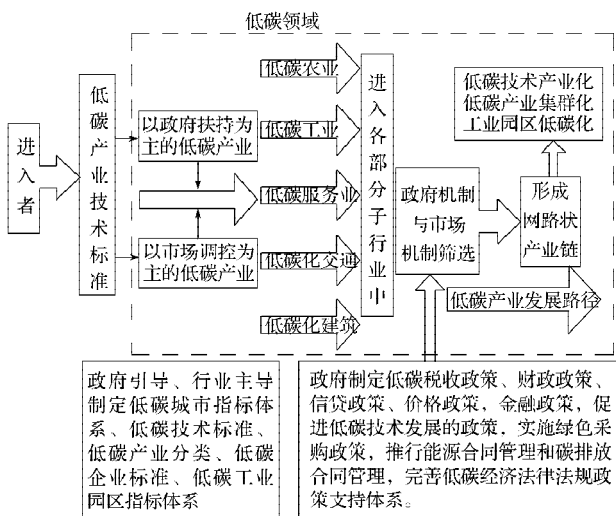 低碳领域
进入者
低碳产业技术标准
以政府扶持为
主的低碳产业
以市场调控为
主的低碳产业
低碳农业
低碳工业
低碳服务业
低碳化交通
低碳化建筑
进入各部分子行业中
政府机制
与市场
机制筛选
形成
网路状
产业链
低碳技术产业化
低碳产业集群化
工业园区低碳化
低碳产业发展路径
政府引导、行业主导
制定低碳城市指标体
系、低碳技术标准、
低碳产业分类、低碳
企业标准、低碳工业
园区指标体系
政府制定低碳税收政策、财政政策、
信贷政策、价格政策，金融政策，促
进低碳技术发展的政策，实施绿色采
购政策，推行能源合同管理和碳排放
合同管理，完善低碳经济法律法规政
策支持体系。